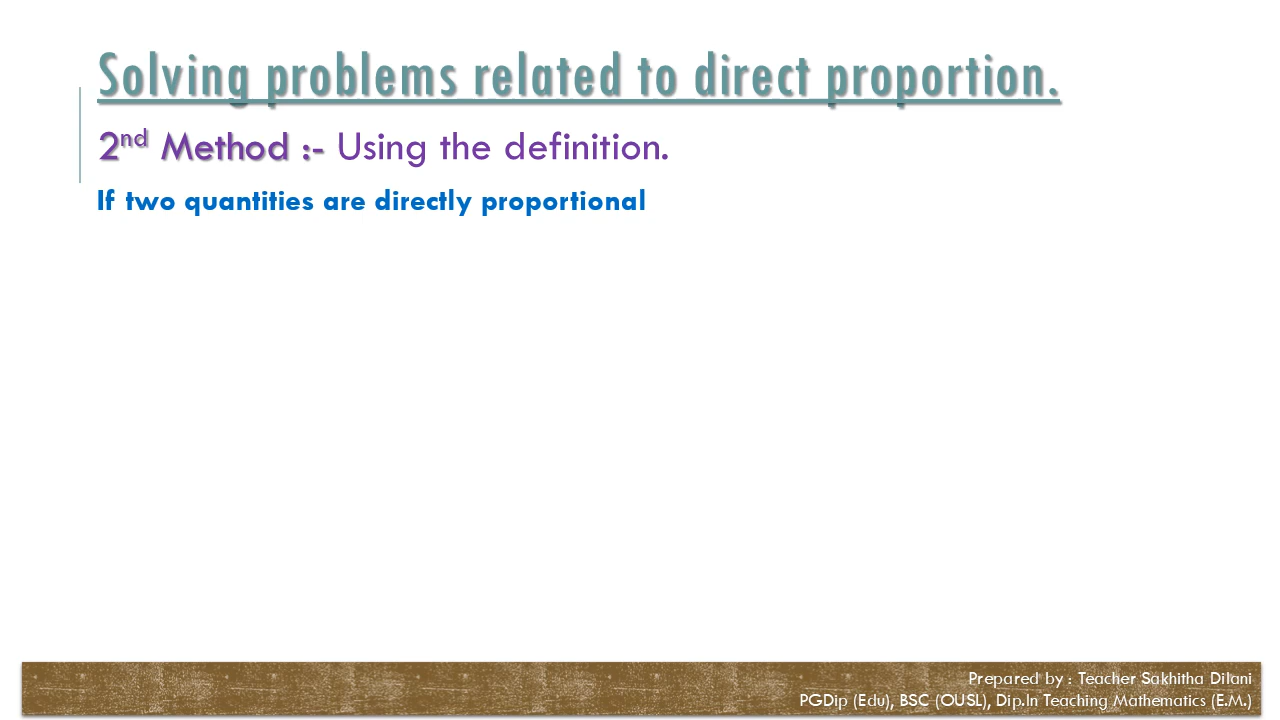 Solving problems related to direct proportion.
2nd Method :- Using the definition.
If two quantities are directly proportional
Prepared by : Teacher Sakhitha Dilani
PGDip (Edu), BSC (OUSL), Dip.In Teaching Mathematics (E.M.)